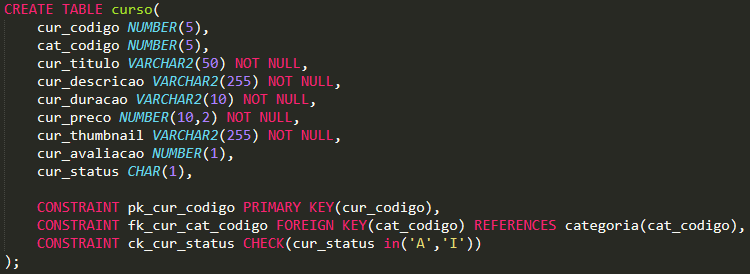 CREATE TABLE curso(
    cur_codigo NUMBER(5),
    cat_codigo NUMBER(5),
    cur_titulo VARCHAR2(50) NOT NULL,
    cur_descricao VARCHAR2(255) NOT NULL,
    cur_duracao VARCHAR2(10) NOT NULL,
    cur_preco NUMBER(10,2) NOT NULL,
    cur_thumbnail VARCHAR2(255) NOT NULL,
    cur_avaliacao NUMBER(1),
    cur_status CHAR(1),

    CONSTRAINT pk_cur_codigo PRIMARY KEY(cur_codigo),
    CONSTRAINT fk_cur_cat_codigo FOREIGN KEY(cat_codigo) REFERENCES categoria(cat_codigo),
    CONSTRAINT ck_cur_status CHECK(cur_status in('A','I'))
);